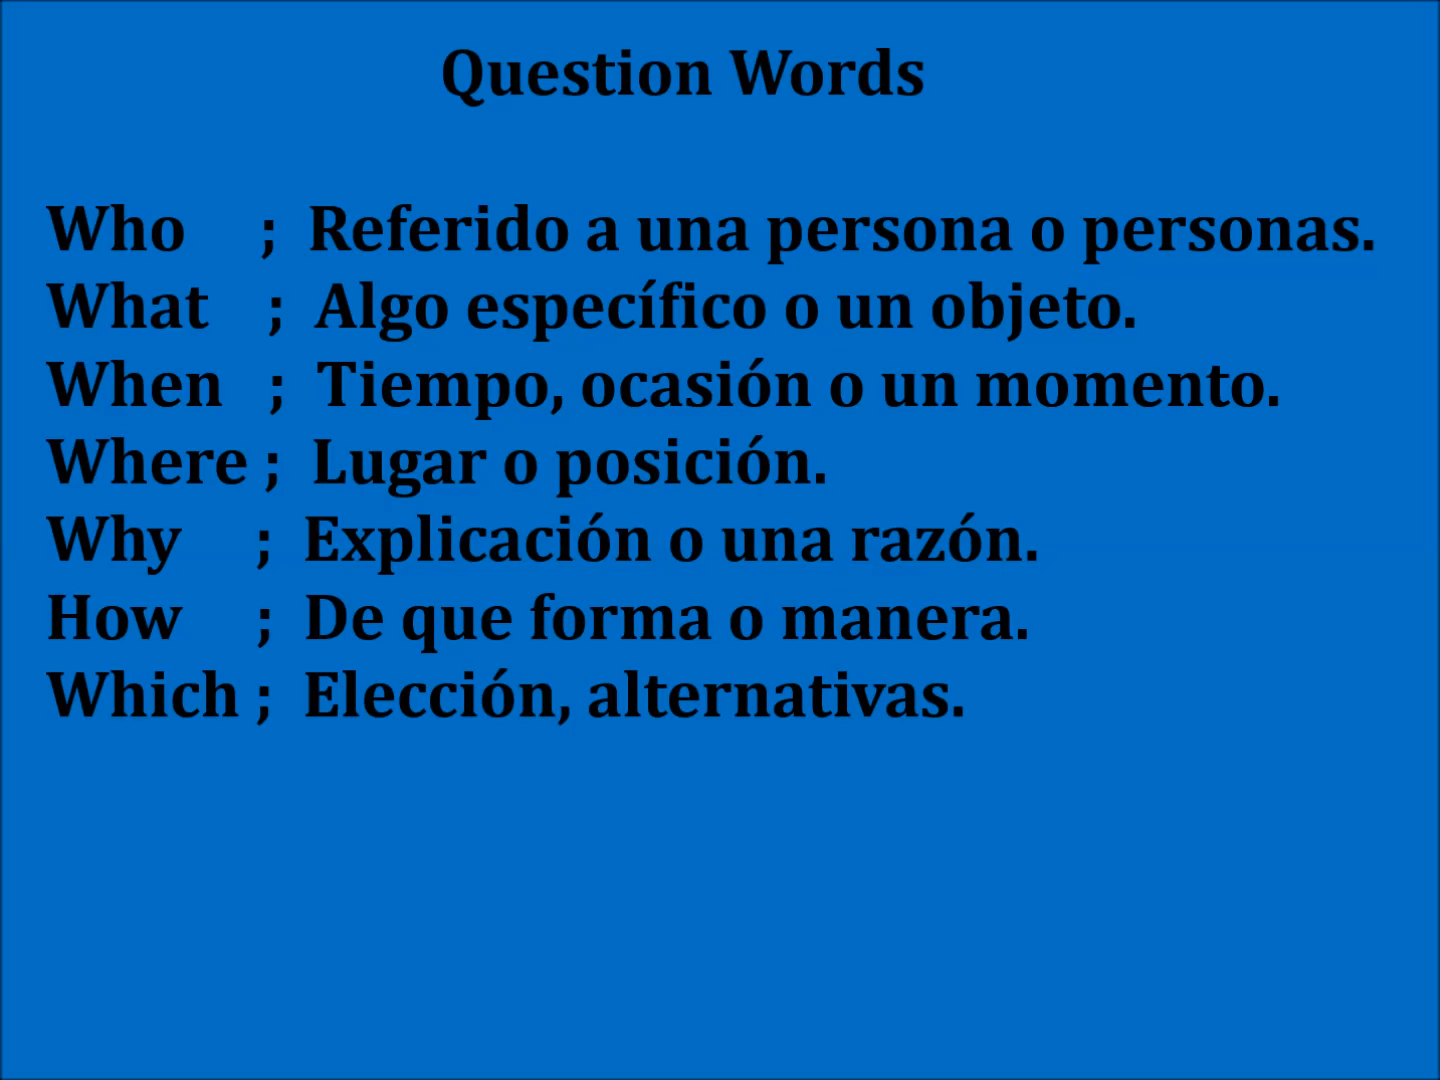 Question Words
Who ; Referido a una persona o personas.
What ; Algo específico o un objeto.
When ; Tiempo, ocasión o un momento.
Where ; Lugar o posición.
Why ; Explicación o una razón.
How ; De que forma o manera.
Which ; Elección, alternativas.